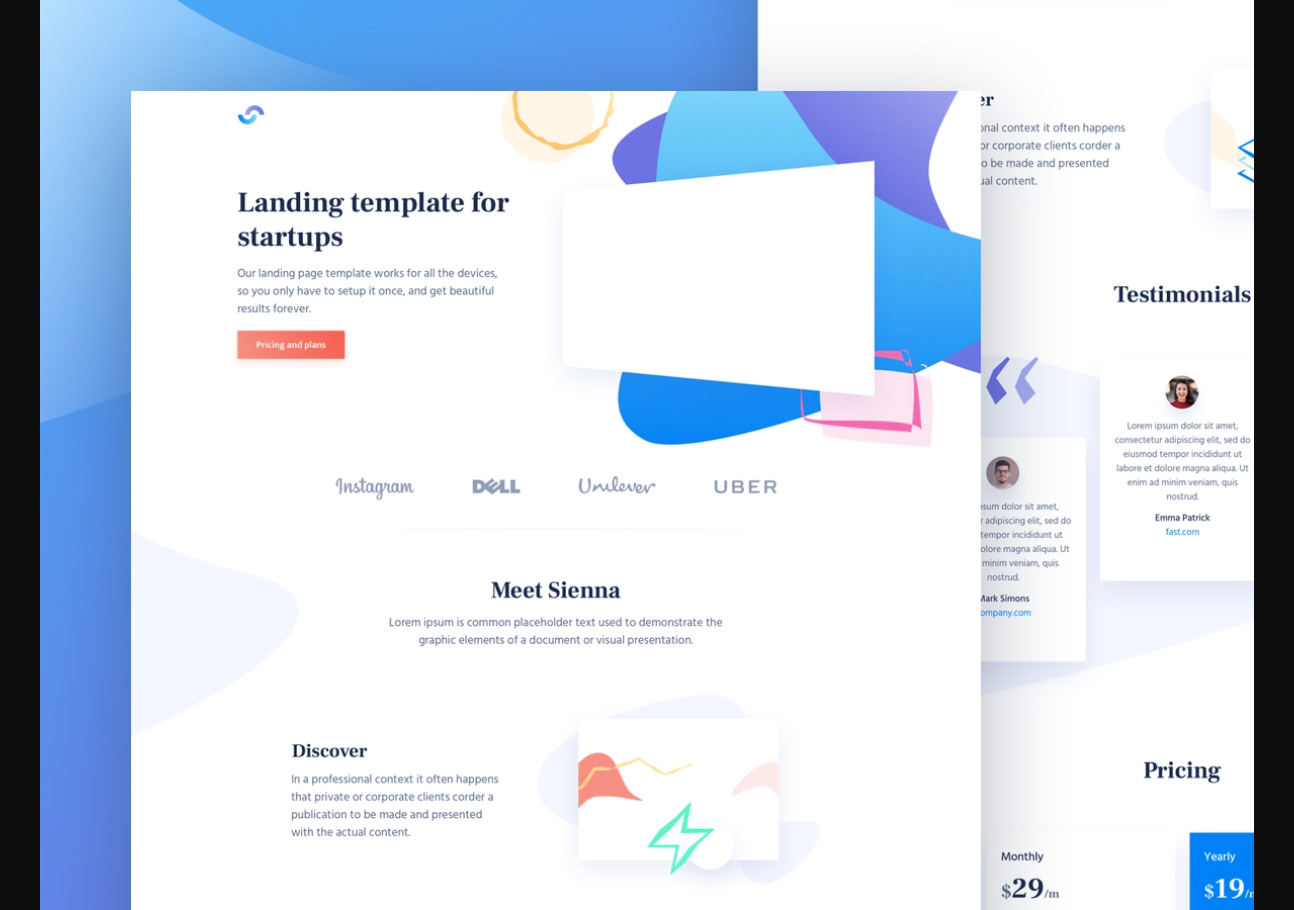 Landing template for
startups
Our landing page template works for all the devices,
so you only have to setup it once, and get beautiful
results forever.
Pricing and plans
Instagram DELL Unilever UBER
Meet Sienna
Lorem ipsum is common placeholder text used to demonstrate the
graphic elements of a document or visual presentation.
Discover
In a professional context it often happens
that private or corporate clients corder a
publication to be made and presented
with the actual content.
er
onal context it often happens
or corporate clients corder a
o be made and presented
ual content.
Testimonials
Lorem ipsum dolor sit amet,
consectetur adipiscing elit, sed do
eiusmod tempor incididunt ut
labore et dolore magna aliqua. Ut
enim ad minim veniam, quis
nostrud.
Emma Patrick
fast.com
sum dolor sit amet,
r adipiscing elit, sed do
tempor incididunt ut
olore magna aliqua. Ut
minim veniam, quis
nostrud.
Mark Simons
ompany.com
Pricing
Monthly
$29/m
Yearly
$19/